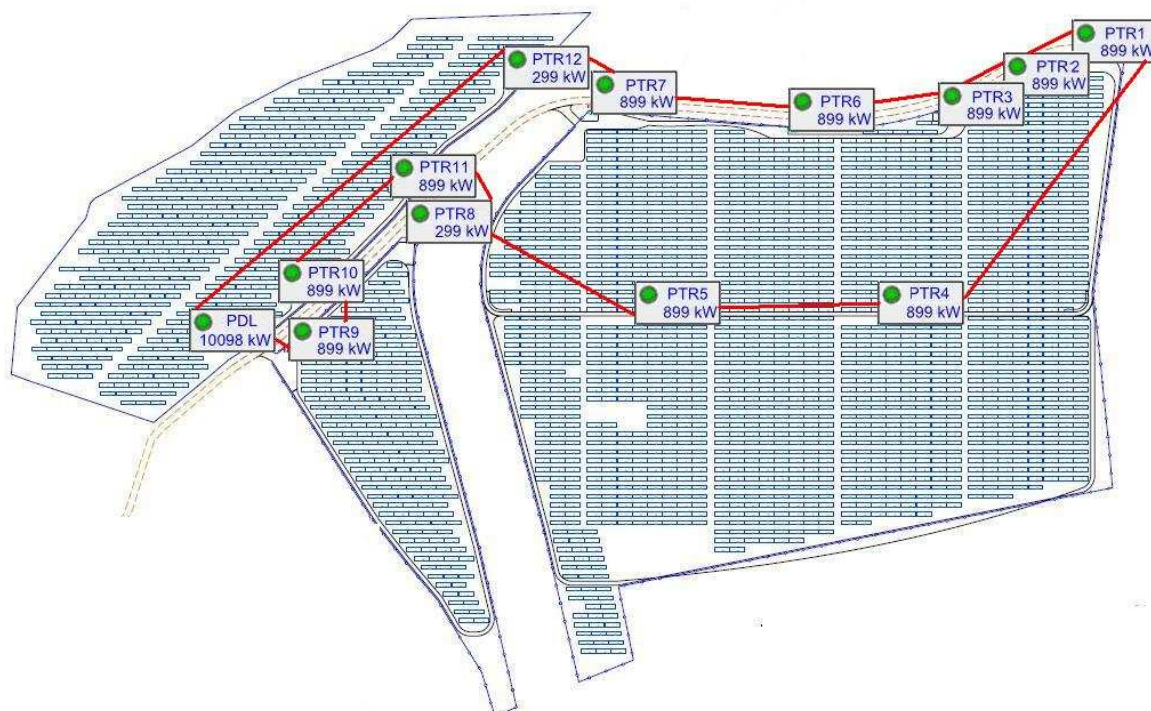 PTR1
899 kW
PTR12
299 kW
PTR2
899 kW
PTR7
899 kW
PTR3
899 kW
PTR6
899 kW
PTR11
899 kW
PTR8
299 kW
PTR10
899 kW
PTR5
899 kW
PTR4
899 kW
PDL
10098 kW
PTR9
899 kW